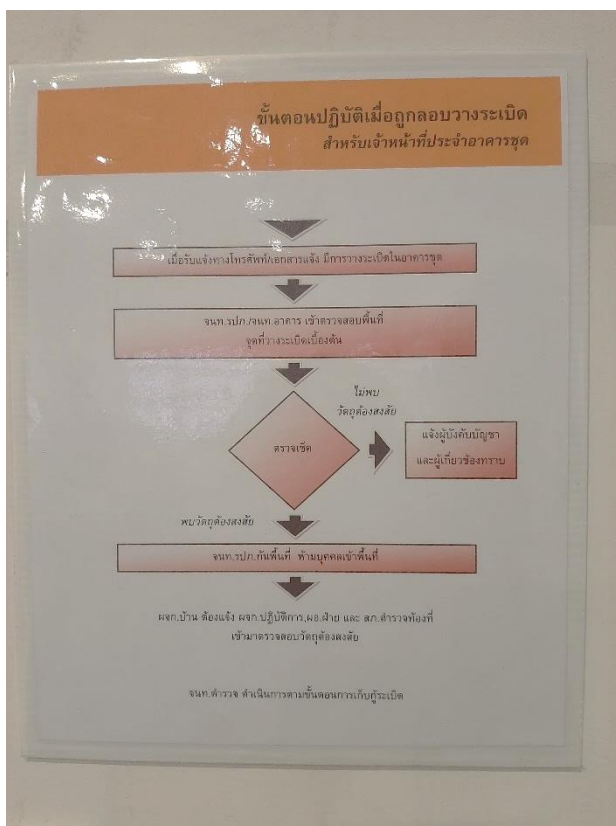 ขั้นตอนปฏิบัติเมื่อถูกลอบวางระเบิด
สำหรับเจ้าหน้าที่ประจำอาคารชุด
เมื่อรับแจ้งทางโทรศัพท์/เอกสารแจ้ง มีการวางระเบิดในอาคารชุด
จนท.รปภ./จนท.อาคาร เข้าตรวจสอบพื้นที่
จุดที่วางระเบิดเบื้องต้น
ไม่พบ
วัตถุต้องสงสัย
ตรวจเช็ค
แจ้งผู้บังคับบัญชา
และผู้เกี่ยวข้องทราบ
พบวัตถุต้องสงสัย
จนท.รปภ.กันพื้นที่ ห้ามบุคคลเข้าพื้นที่
ผจก.บ้าน ต้องแจ้ง ผจก.ปฏิบัติการ,ผอ.ฝ่าย และ สภ.ตำรวจท้องที่
เข้ามาตรวจสอบวัตถุต้องสงสัย
จนท.ตำรวจ ดำเนินการตามขั้นตอนการเก็บกู้ระเบิด